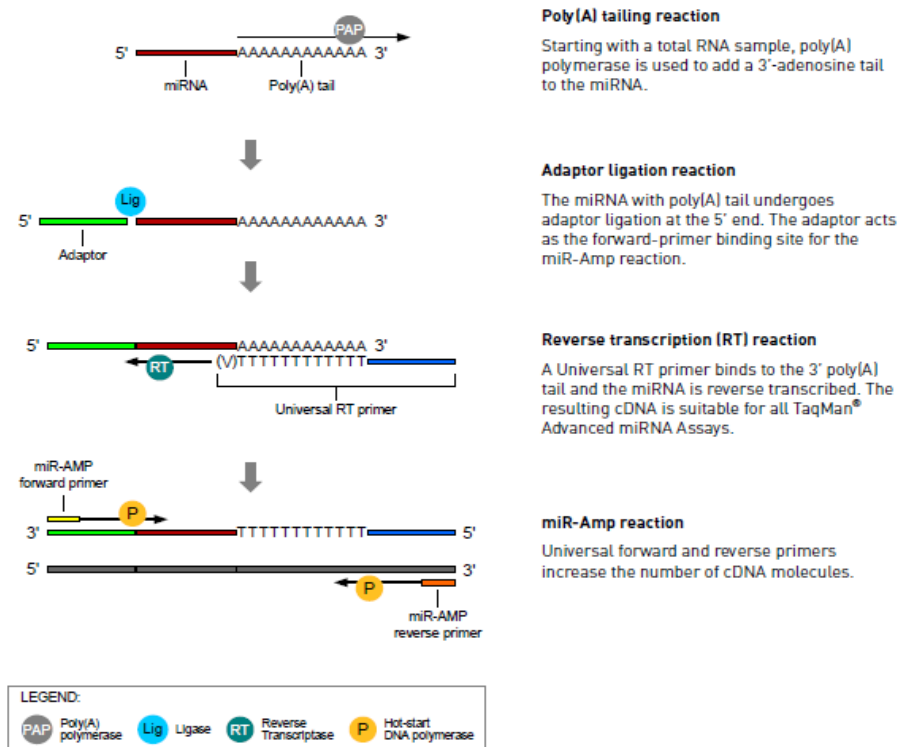 Poly(A) tailing reaction
Starting with a total RNA sample, poly(A)
polymerase is used to add a 3'-adenosine tail
to the miRNA.
PAP
5'
AAAAAAAAAAAA
3'
miRNA
Poly(A) tail
Adaptor ligation reaction
The miRNA with poly(A) tail undergoes
adaptor ligation at the 5' end. The adaptor acts
as the forward-primer binding site for the
miR-Amp reaction.
Lig
5'
AAAAAAAAAAAA
3'
Adaptor
Reverse transcription (RT) reaction
A Universal RT primer binds to the 3' poly(A)
tail and the miRNA is reverse transcribed. The
resulting cDNA is suitable for all TaqMan®
Advanced miRNA Assays.
5'
AAAAAAAAAAAA
3'
RT
(V)TTTTTTTTTTTT
Universal RT primer
miR-Amp reaction
Universal forward and reverse primers
increase the number of cDNA molecules.
miR-AMP
forward primer
P
3'
TTTTTTTTTTTT
5'
5'
3'
P
miR-AMP
reverse primer
LEGEND:
PAP Poly(A)
polymerase
Lig Ligase
RT Reverse
Transcriptase
P Hot-start
DNA polymerase